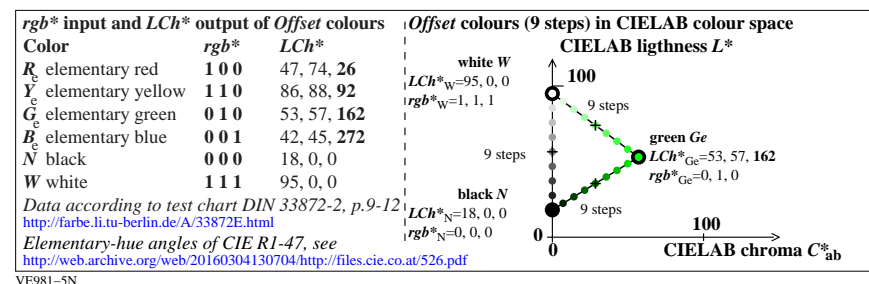 rgb* input and LCh* output of Offset colours
Color rgb* LCh*
Re elementary red 1 0 0 47, 74, 26
Ye elementary yellow 1 1 0 86, 88, 92
Ge elementary green 0 1 0 53, 57, 162
Be elementary blue 0 0 1 42, 45, 272
N black 0 0 0 18, 0, 0
W white 1 1 1 95, 0, 0
Data according to test chart DIN 33872-2, p.9-12
http://farbe.li.tu-berlin.de/A/33872E.html
Elementary-hue angles of CIE R1-47, see
http://web.archive.org/web/20160304130704/http://files.cie.co.at/526.pdf
Offset colours (9 steps) in CIELAB colour space
CIELAB ligthness L*
white W
LCh*W=95, 0, 0
rgb*W=1, 1, 1
100
9 steps
green Ge
LCh*Ge=53, 57, 162
rgb*Ge=0, 1, 0
9 steps
black N
LCh*N=18, 0, 0
rgb*N=0, 0, 0
9 steps
0
0
100
CIELAB chroma C*ab
VE981-5N